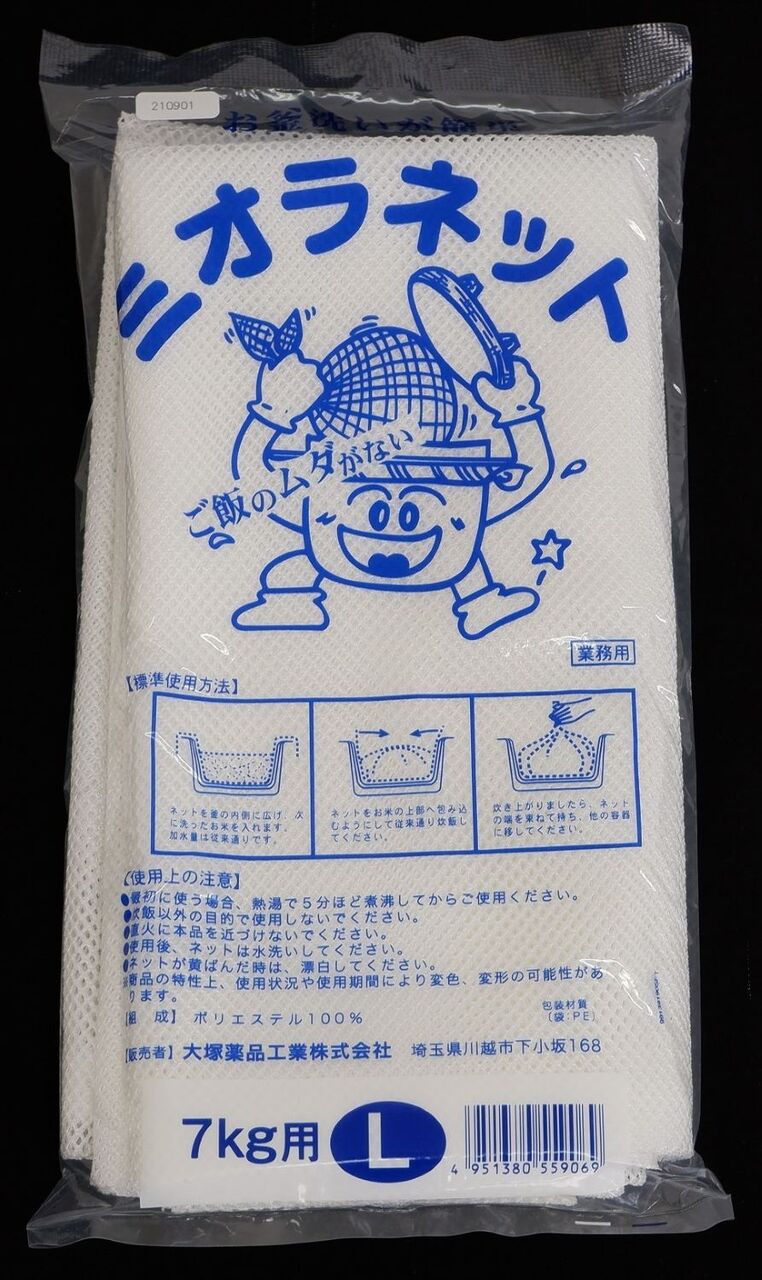 210901
お釜洗いが簡単
ミオラネット
ご飯のムダがない
業務用
【標準使用方法】
ネットを釜の内側に広げ、次
に洗ったお米を入れます。
加水量は従来通りです。
ネットをお米の上部へ包み込
むようにして従来通り炊飯し
てください。
炊き上がりましたら、ネット
の端を束ねて持ち、他の容器
に移してください。
【使用上の注意】
●最初に使う場合、熱湯で5分ほど煮沸してからご使用ください。
●炊飯以外の目的で使用しないでください。
●直火に本品を近づけないでください。
●使用後、ネットは水洗いしてください。
●ネットが黄ばんだ時は、漂白してください。
※商品の特性上、使用状況や使用期間により変色、変形の可能性があ
ります。
【組 成】 ポリエステル100%
包装材質
(袋:PE)
【販売者】大塚薬品工業株式会社 埼玉県川越市下小坂168
7kg用 L
4 951380 559069